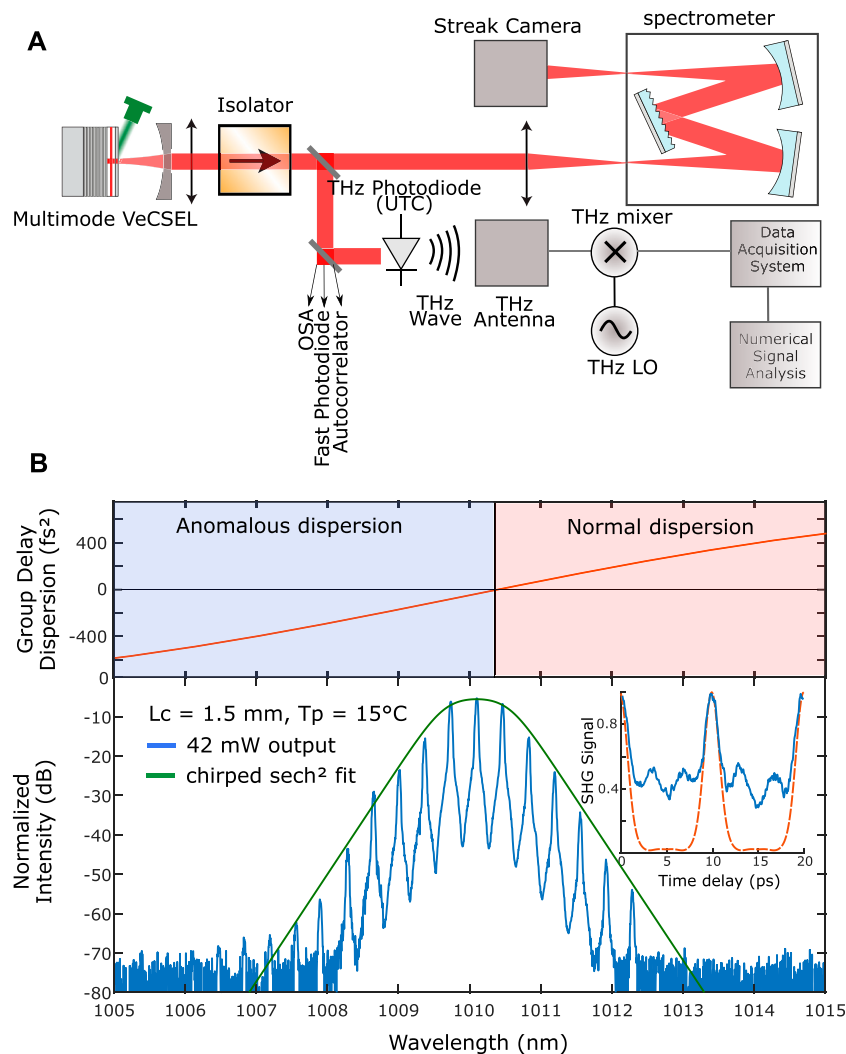 A
Streak Camera
spectrometer
Isolator
Multimode VeCSEL
THz Photodiode
(UTC)
THz mixer
Data
Acquisition
System
THz
Wave
THz
Antenna
THz LO
Numerical
Signal
Analysis
OSA
Fast Photodiode
Autocorrelator
B
Group Delay
Dispersion (fs²)
400
0
-400
0
Anomalous dispersion
Normal dispersion
Normalized
Intensity (dB)
-10
-20
-30
-40
-50
-60
-70
-80
Lc = 1.5 mm, Tp = 15°C
42 mW output
chirped sech² fit
SHG Signal
0.8
0.4
0 5 10 15 20
Time delay (ps)
1005 1006 1007 1008 1009 1010 1011 1012 1013 1014 1015
Wavelength (nm)